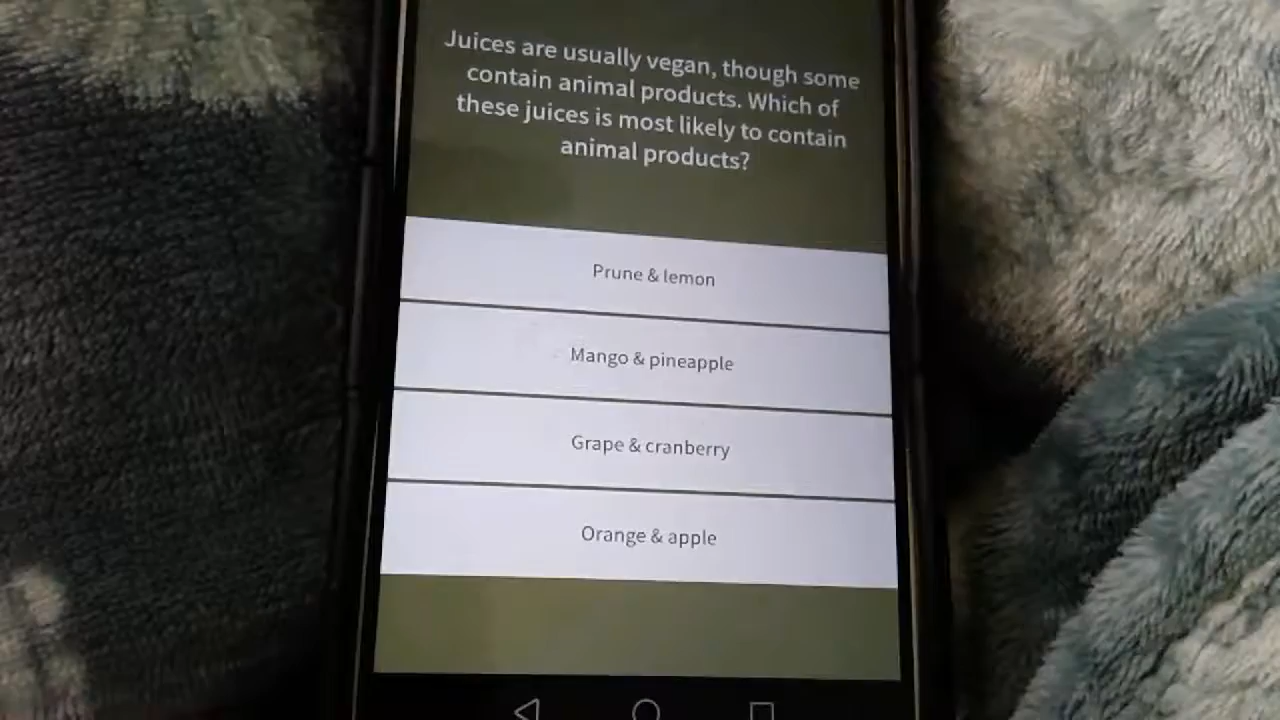 Juices are usually vegan, though some
contain animal products. Which of
these juices is most likely to contain
animal products?
Prune & lemon
Mango & pineapple
Grape & cranberry
Orange & apple